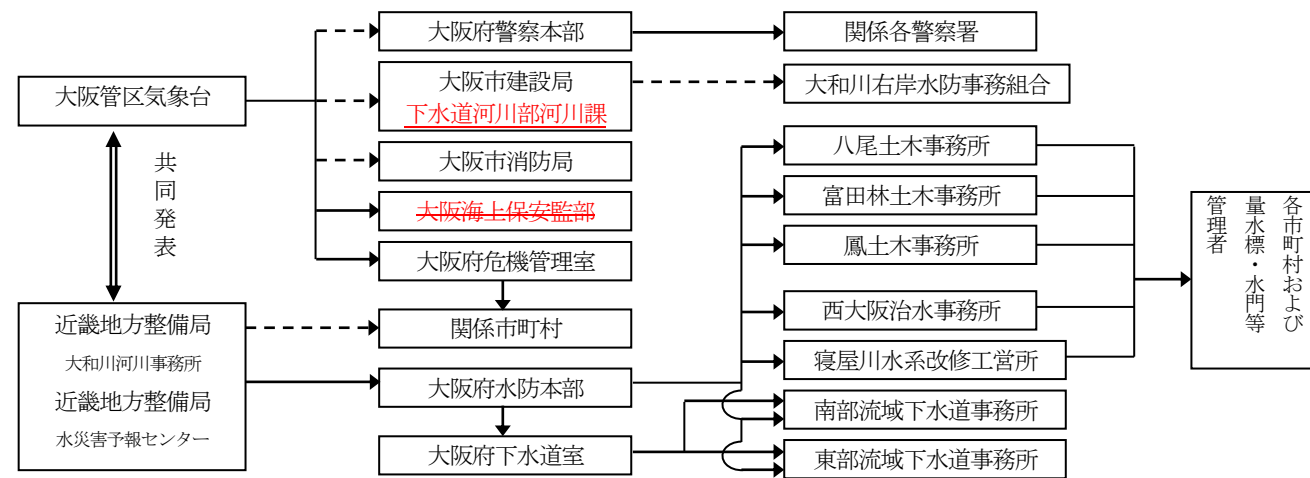 大阪管区気象台
共同発表
近畿地方整備局
大和川河川事務所
近畿地方整備局
水災害予報センター
大阪府警察本部
大阪市建設局
下水道河川部河川課
大阪市消防局
大阪海上保安監部
大阪府危機管理室
関係市町村
大阪府水防本部
大阪府下水道室
関係各警察署
大和川右岸水防事務組合
八尾土木事務所
富田林土木事務所
鳳土木事務所
西大阪治水事務所
寝屋川水系改修工営所
南部流域下水道事務所
東部流域下水道事務所
各市町村および
量水標・水門等
管理者